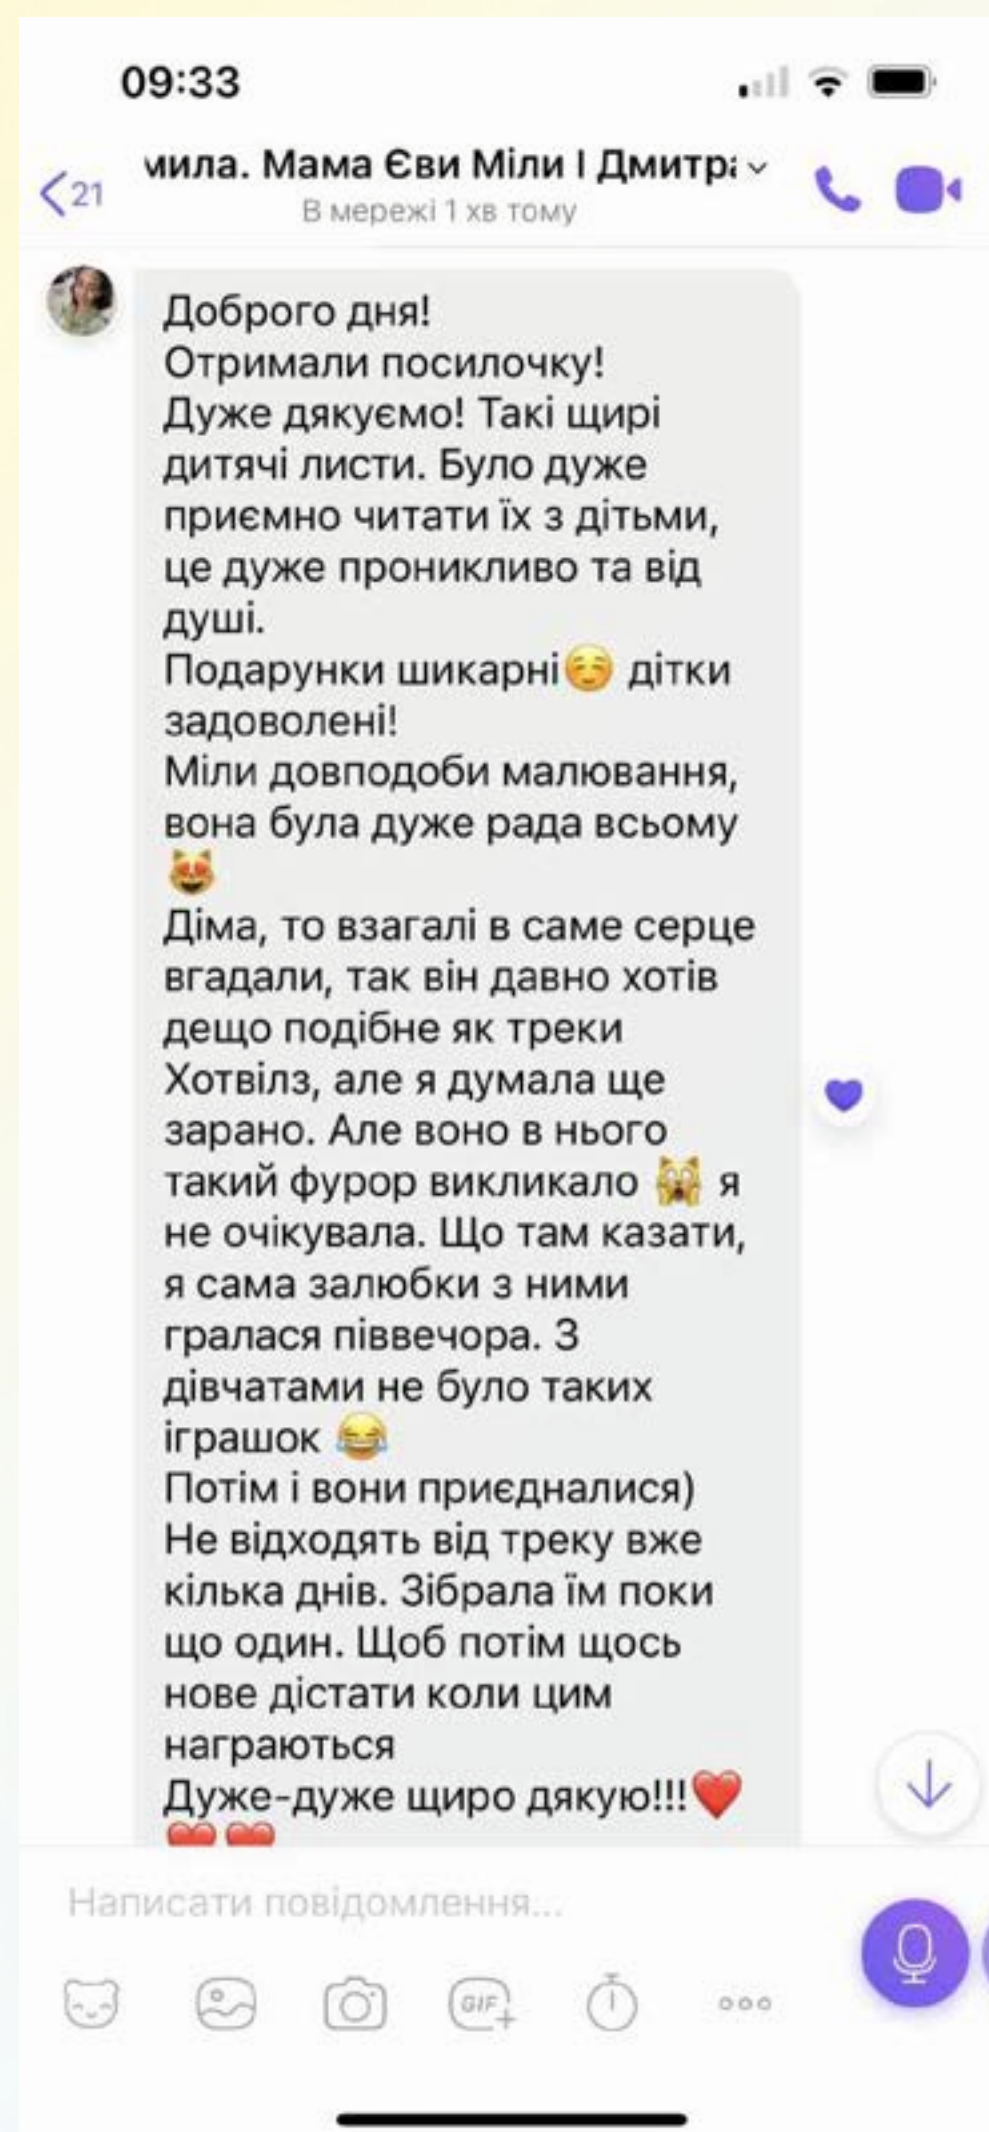 09:33
21
мила. Мама Єви Міли І Дмитра
В мережі 1 хв тому
Доброго дня!
Отримали посилочку!
Дуже дякуємо! Такі щирі
дитячі листи. Було дуже
приємно читати їх з дітьми,
це дуже проникливо та від
душі.
Подарунки шикарні☺️ дітки
задоволені!
Міли довподоби малювання,
вона була дуже рада всьому
😻
Діма, то взагалі в саме серце
вгадали, так він давно хотів
дещо подібне як треки
Хотвілз, але я думала ще
зарано. Але воно в нього
такий фурор викликало 🙀 я
не очікувала. Що там казати,
я сама залюбки з ними
гралася піввечора. З
дівчатами не було таких
іграшок 😂
Потім і вони приєдналися)
Не відходять від треку вже
кілька днів. Зібрала їм поки
що один. Щоб потім щось
нове дістати коли цим
награються
Дуже-дуже щиро дякую!!!❤️
❤️❤️
Написати повідомлення...
GIF